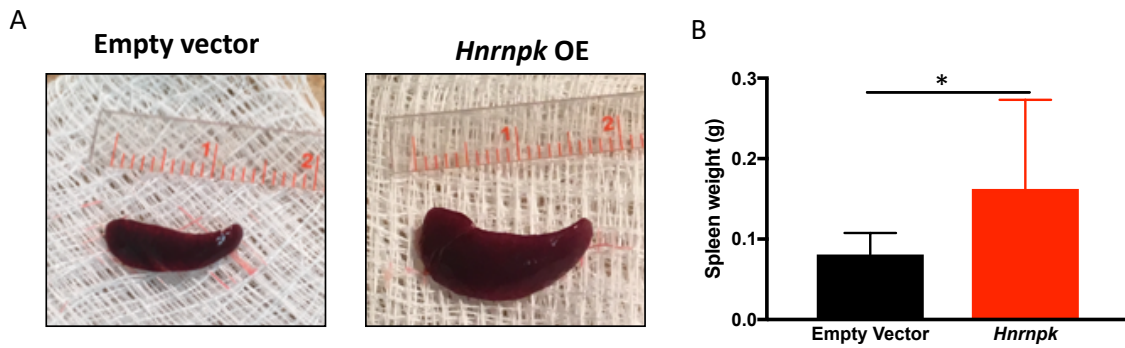 A
Empty vector
Hnrnpk OE
1 2
1 2
B
Spleen weight (g)
0.3
0.2
0.1
0.0
*
Empty Vector
Hnrnpk